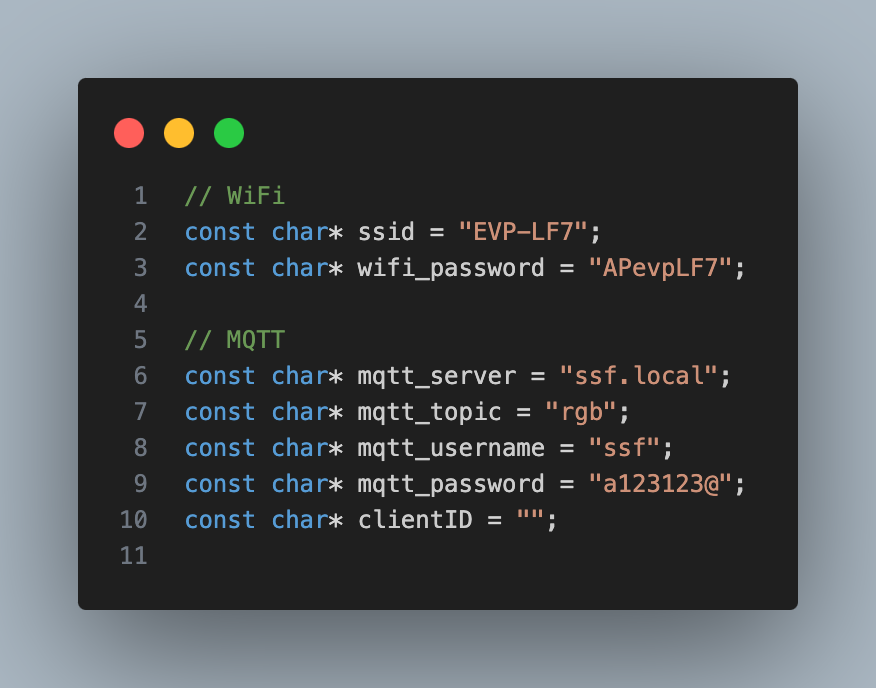 1 // WiFi
2 const char* ssid = "EVP-LF7";
3 const char* wifi_password = "APevpLF7";
4
5 // MQTT
6 const char* mqtt_server = "ssf.local";
7 const char* mqtt_topic = "rgb";
8 const char* mqtt_username = "ssf";
9 const char* mqtt_password = "a123123@";
10 const char* clientID = "";
11